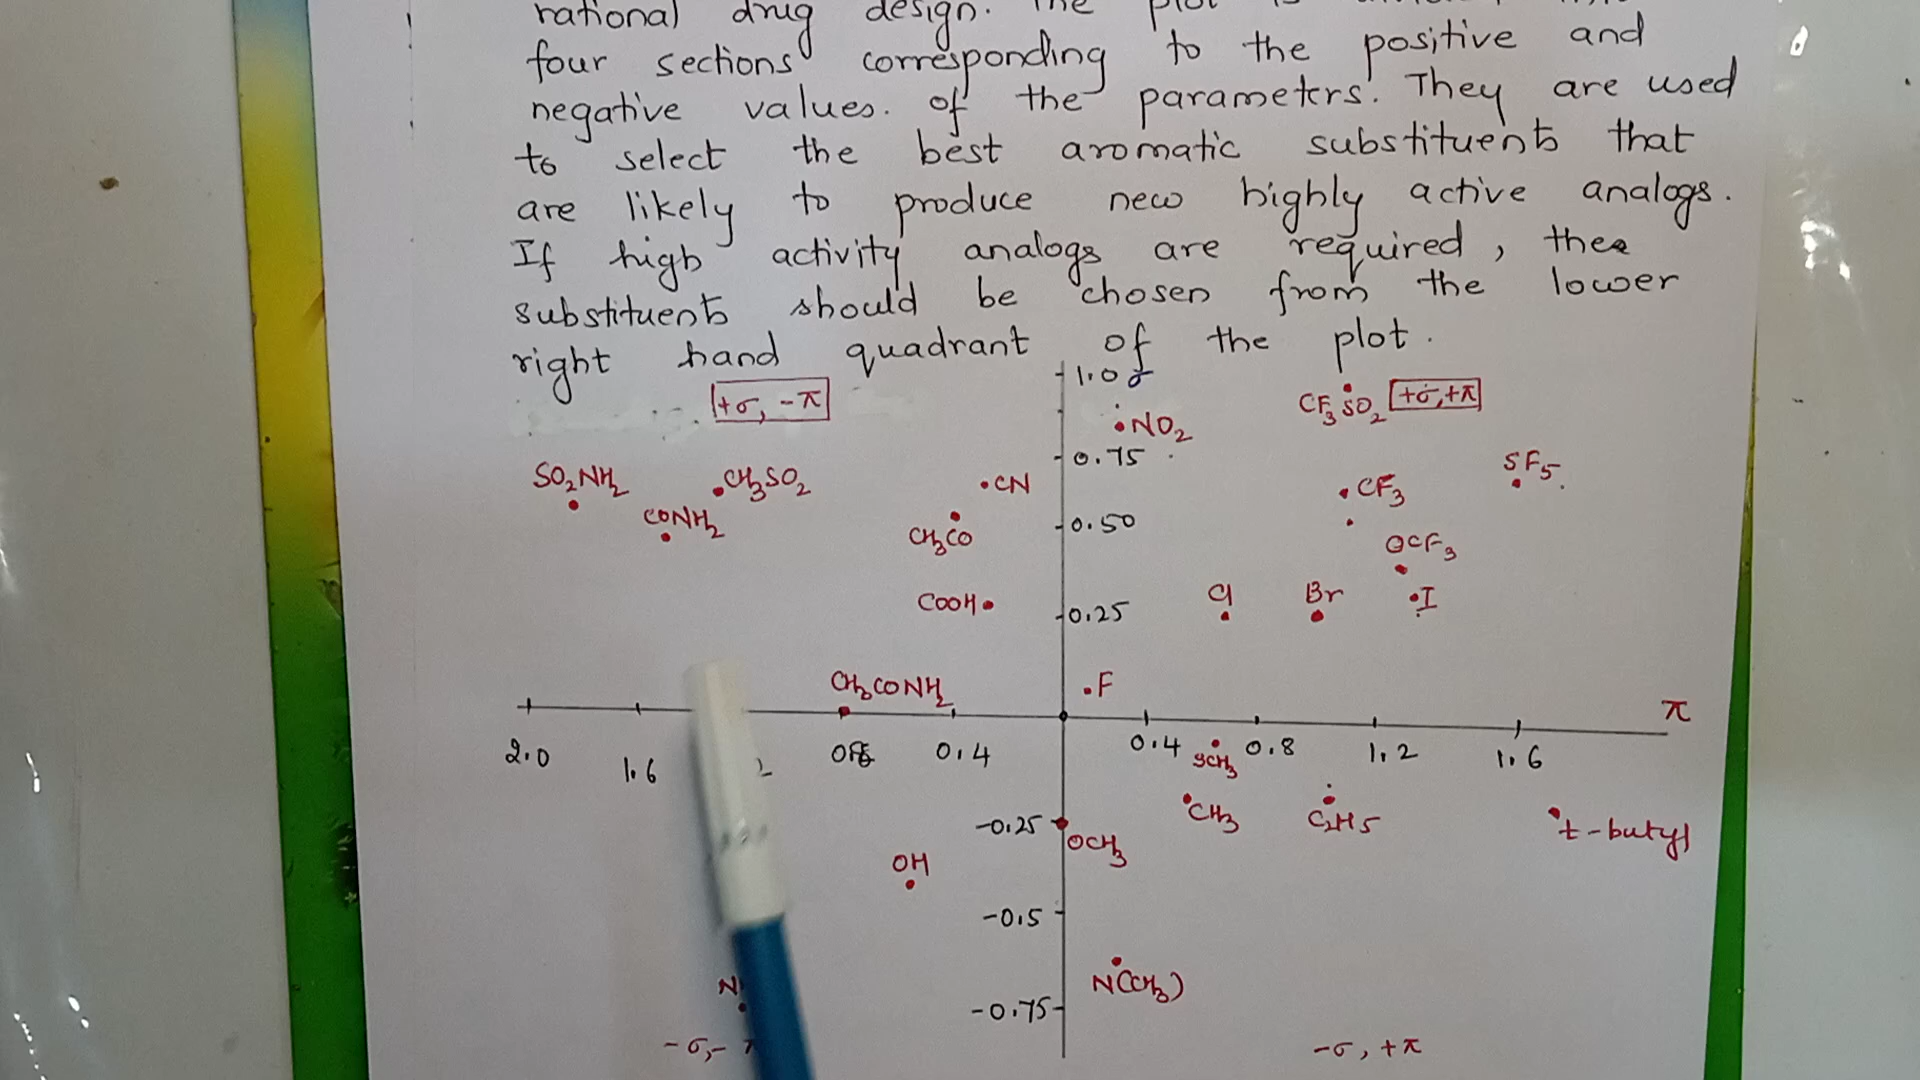 rational drug design. The plot is
four sections corresponding to the positive and
negative values. of the parameters. They are used
to select the best aromatic substituents that
are likely to produce new highly active analogs.
If high activity analogs are required, the
substituents should be chosen from the lower
right hand quadrant of the plot.
1.0 σ
+σ, -π
CF3SO2 +σ, +π
NO2
0.75
SF5
SO2NH2
CH3SO2
CN
CF3
CONH2
0.50
CH3CO
OCF3
COOH
0.25
Cl
Br
I
CH3CONH2
F
π
2.0
1.6
0.4
0.4
SCH3
0.8
1.2
1.6
-0.25
OCH3
CH3
C2H5
t-butyl
OH
-0.5
N(CH3)
-0.75
-σ, -
-σ, +π